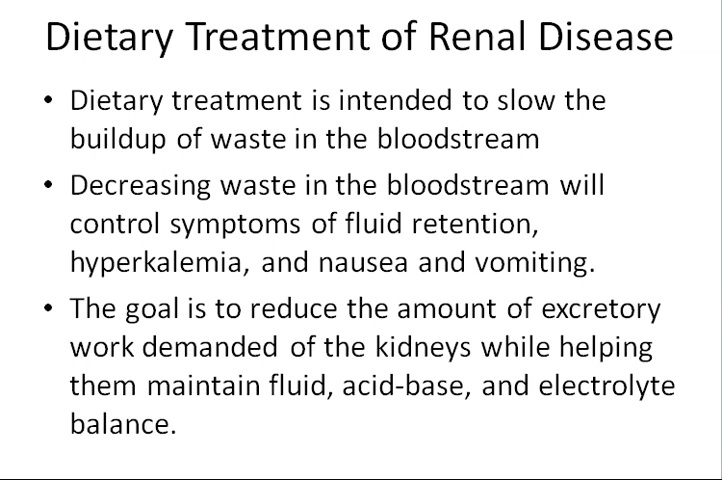 Dietary Treatment of Renal Disease
• Dietary treatment is intended to slow the
buildup of waste in the bloodstream
• Decreasing waste in the bloodstream will
control symptoms of fluid retention,
hyperkalemia, and nausea and vomiting.
• The goal is to reduce the amount of excretory
work demanded of the kidneys while helping
them maintain fluid, acid-base, and electrolyte
balance.